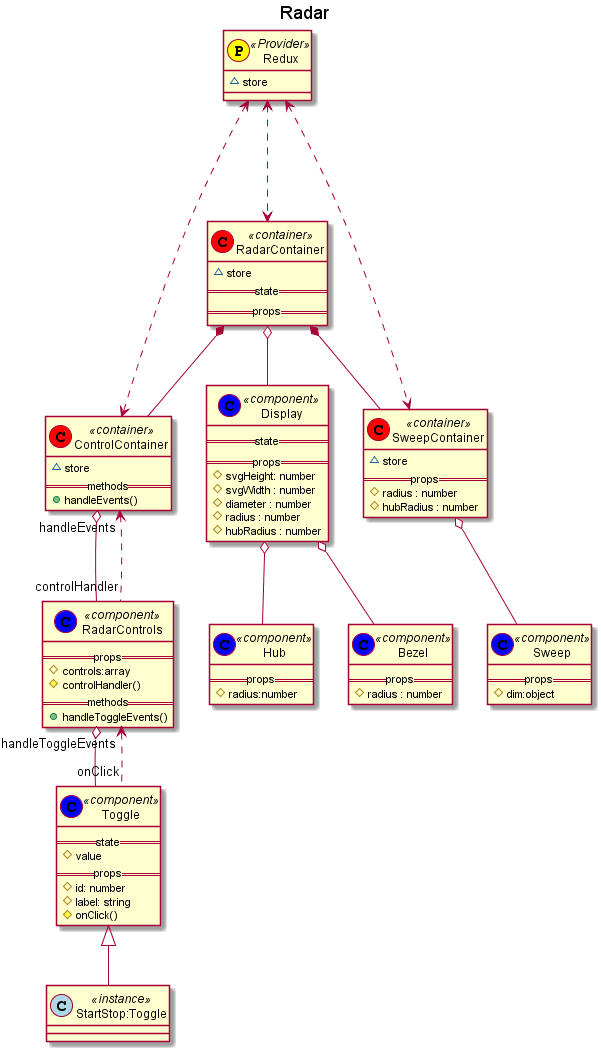 Radar
P
«Provider»
Redux
store
C
«container»
RadarContainer
store
state
props
C
«container»
ControlContainer
store
methods
handleEvents()
C
«component»
Display
state
props
svgHeight: number
svgWidth : number
diameter : number
radius : number
hubRadius : number
C
«container»
SweepContainer
store
props
radius : number
hubRadius : number
handleEvents
controlHandler
C
«component»
RadarControls
props
controls:array
controlHandler()
methods
handleToggleEvents()
C
«component»
Hub
props
radius:number
C
«component»
Bezel
props
radius : number
C
«component»
Sweep
props
dim:object
handleToggleEvents
onClick
C
«component»
Toggle
state
value
props
id: number
label: string
onClick()
C
«instance»
StartStop:Toggle